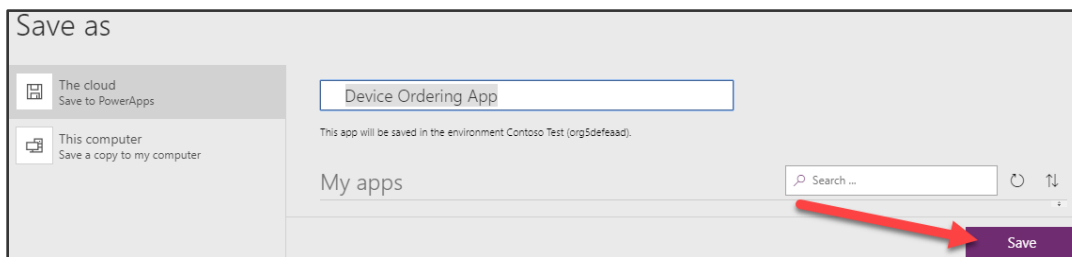 Save as
The cloud
Save to PowerApps
This computer
Save a copy to my computer
Device Ordering App
This app will be saved in the environment Contoso Test (org5defeaad).
My apps
Search ...
Save